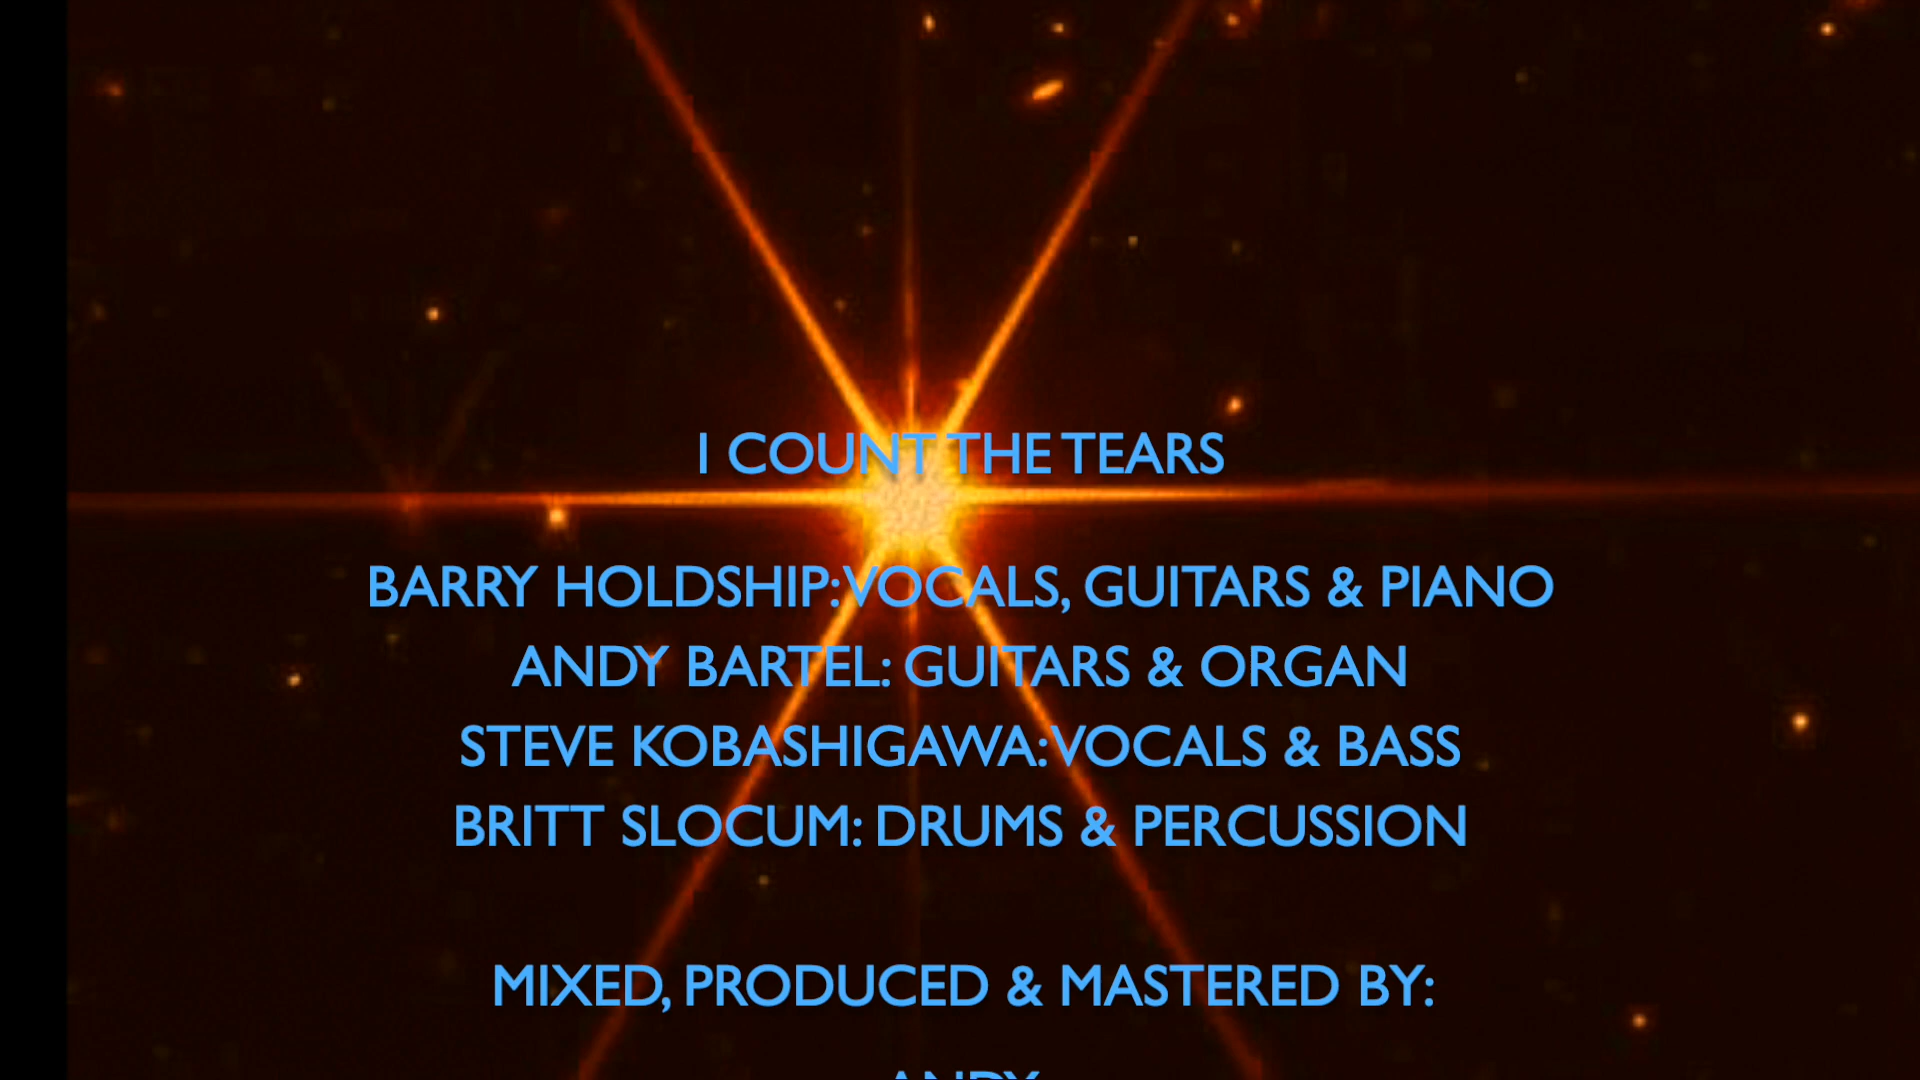 I COUNT THE TEARS
BARRY HOLDSHIP: VOCALS, GUITARS & PIANO
ANDY BARTEL: GUITARS & ORGAN
STEVE KOBASHIGAWA: VOCALS & BASS
BRITT SLOCUM: DRUMS & PERCUSSION
MIXED, PRODUCED & MASTERED BY:
ANDY